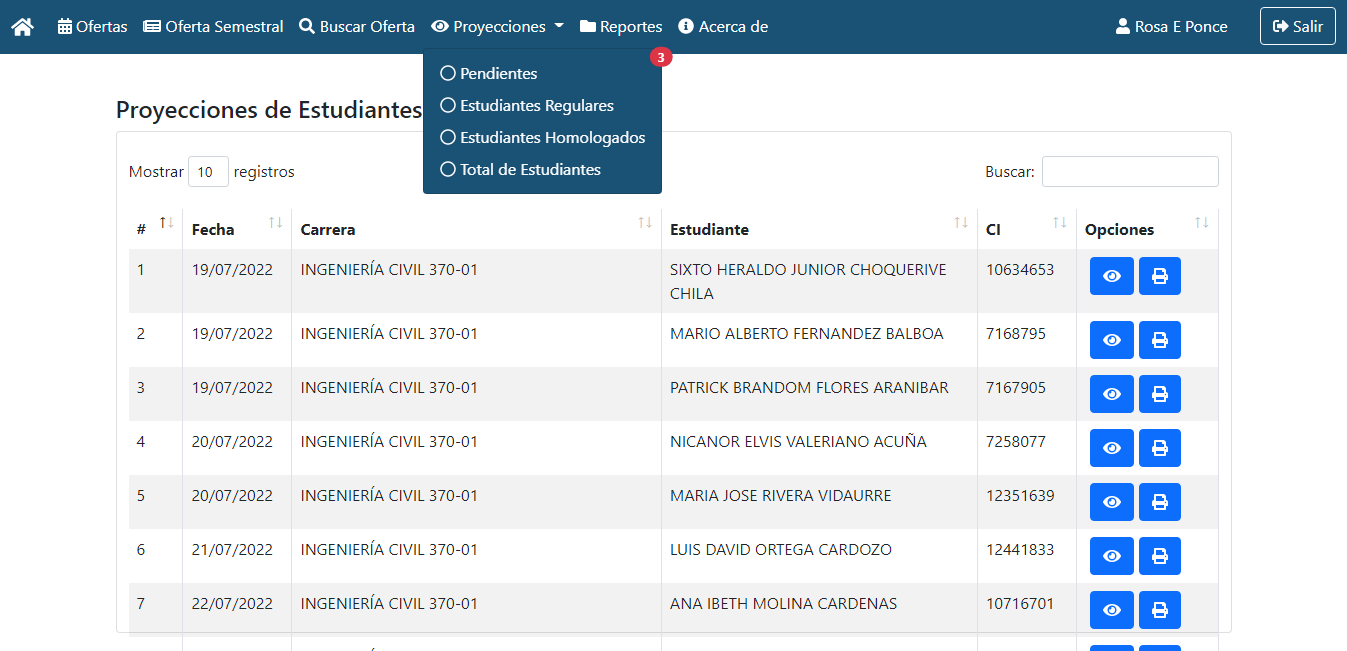 Ofertas Oferta Semestral Buscar Oferta Proyecciones Reportes Acerca de Rosa E Ponce Salir
3
Pendientes
Estudiantes Regulares
Estudiantes Homologados
Total de Estudiantes
Proyecciones de Estudiantes
Mostrar 10 registros Buscar:
# Fecha Carrera Estudiante CI Opciones
1 19/07/2022 INGENIERÍA CIVIL 370-01 SIXTO HERALDO JUNIOR CHOQUERIVE 10634653
CHILA
2 19/07/2022 INGENIERÍA CIVIL 370-01 MARIO ALBERTO FERNANDEZ BALBOA 7168795
3 19/07/2022 INGENIERÍA CIVIL 370-01 PATRICK BRANDOM FLORES ARANIBAR 7167905
4 20/07/2022 INGENIERÍA CIVIL 370-01 NICANOR ELVIS VALERIANO ACUÑA 7258077
5 20/07/2022 INGENIERÍA CIVIL 370-01 MARIA JOSE RIVERA VIDAURRE 12351639
6 21/07/2022 INGENIERÍA CIVIL 370-01 LUIS DAVID ORTEGA CARDOZO 12441833
7 22/07/2022 INGENIERÍA CIVIL 370-01 ANA IBETH MOLINA CARDENAS 10716701